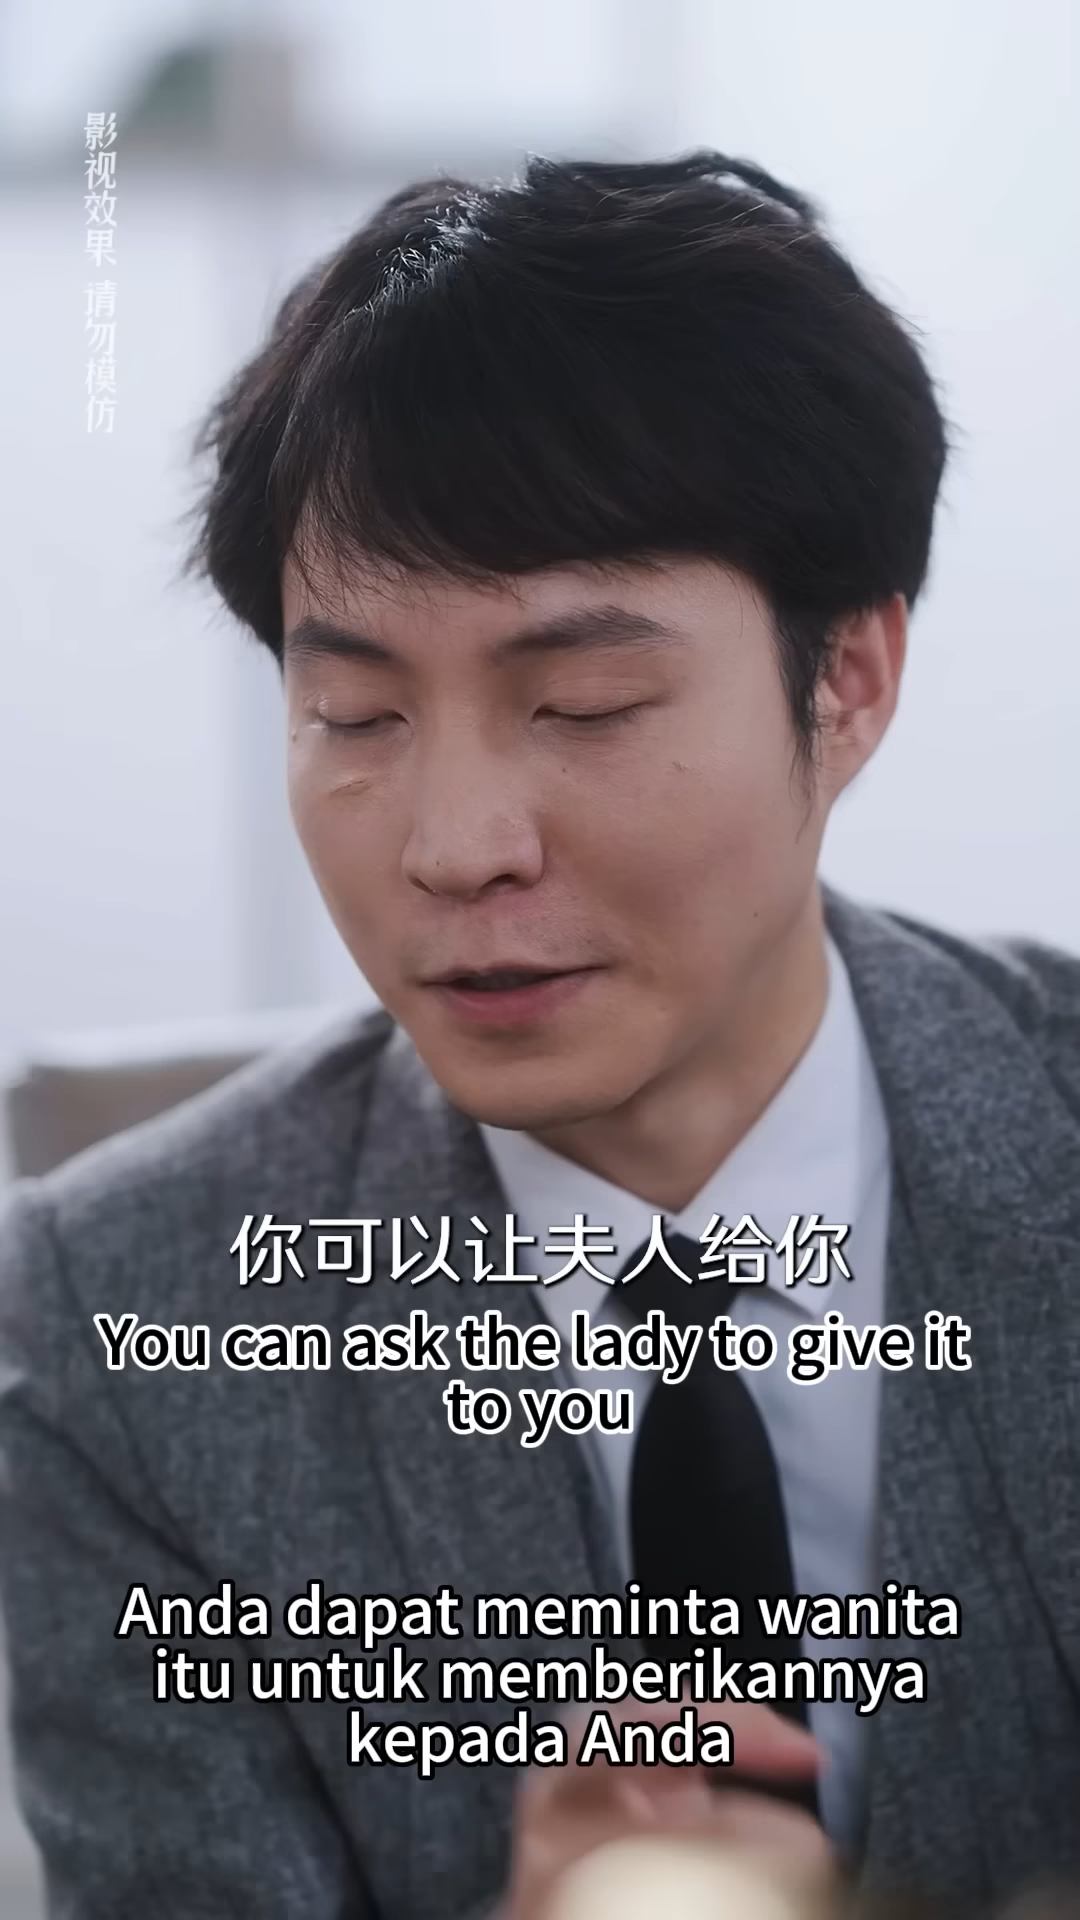 影视效果 请勿模仿
你可以让夫人给你
You can ask the lady to give it
to you
Anda dapat meminta wanita
itu untuk memberikannya
kepada Anda